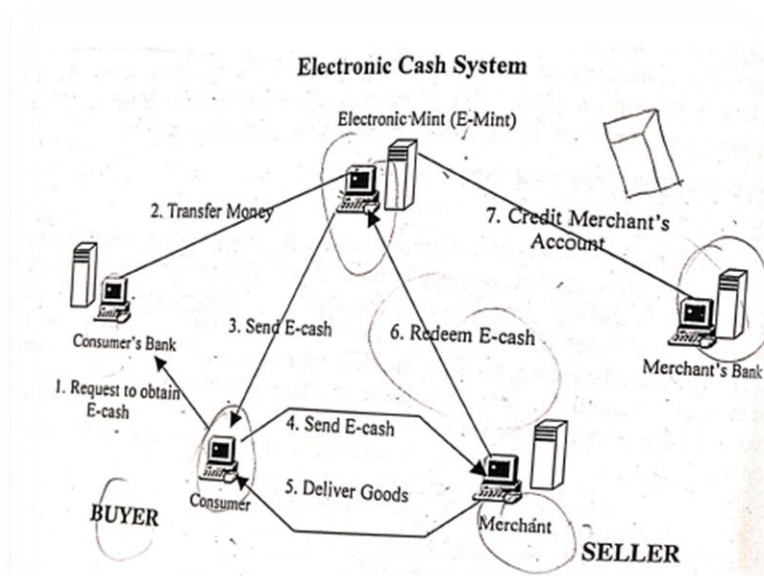 Electronic Cash System
Electronic Mint (E-Mint)
2. Transfer Money
7. Credit Merchant's
Account
3. Send E-cash
6. Redeem E-cash
Consumer's Bank
Merchant's Bank
1. Request to obtain
E-cash
4. Send E-cash
5. Deliver Goods
Consumer
Merchant
BUYER
SELLER